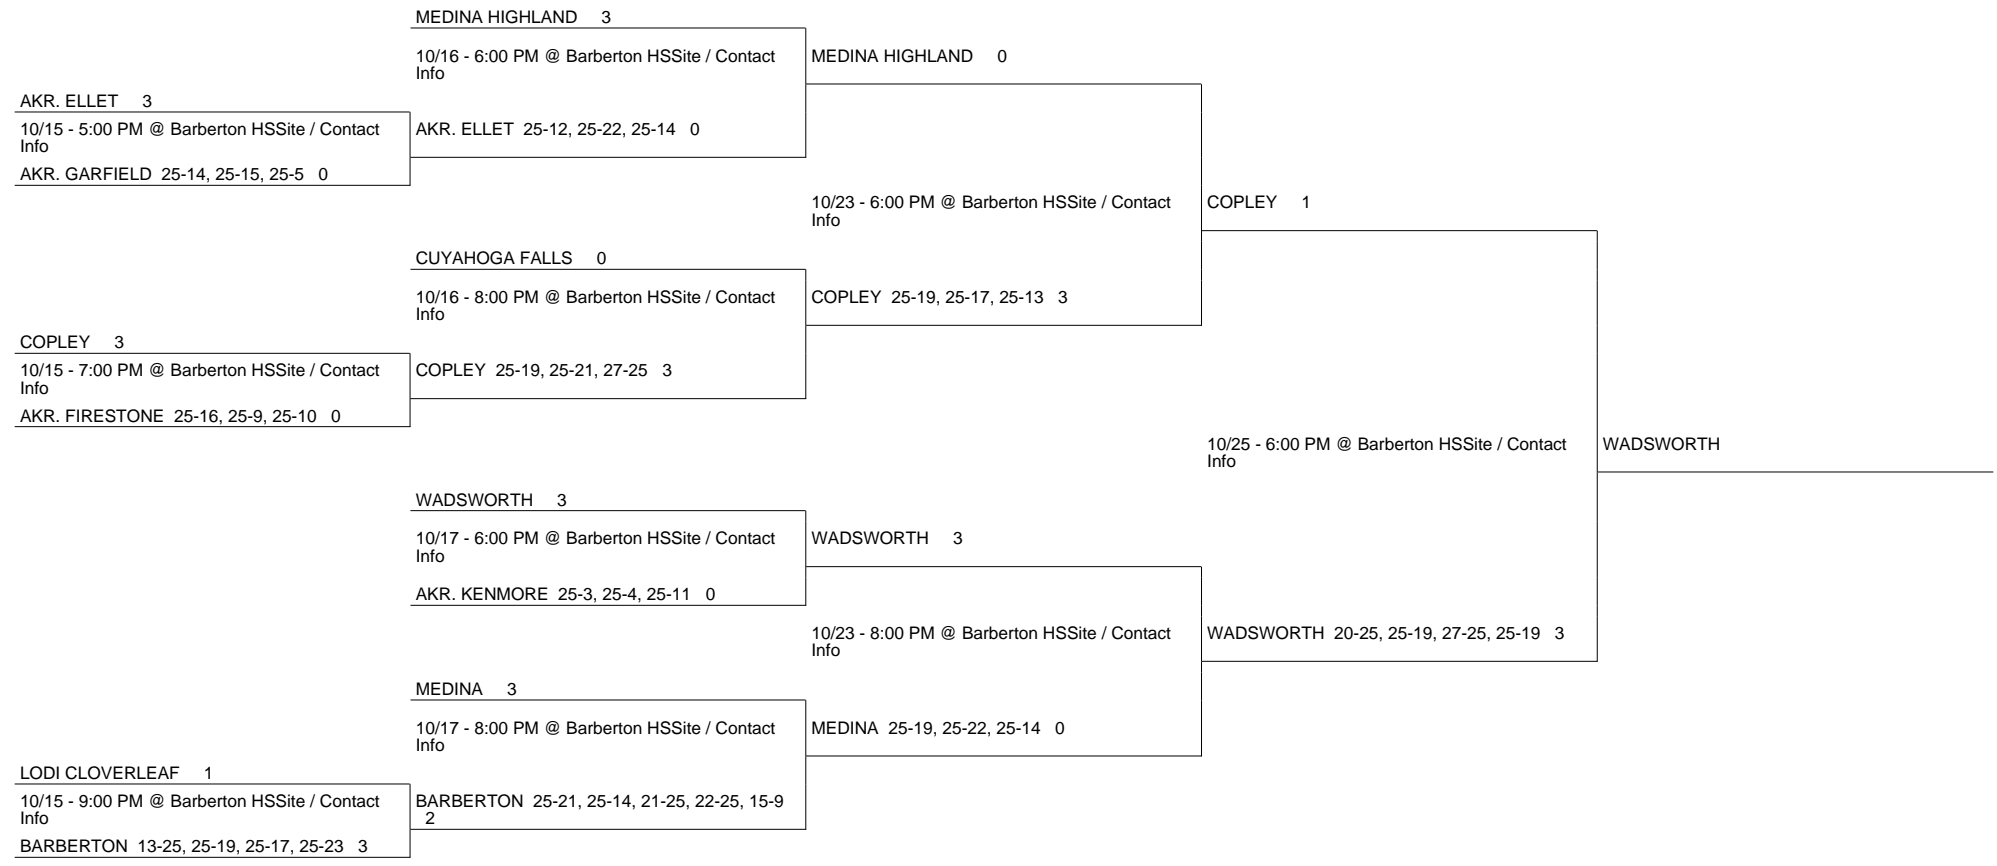 MEDINA HIGHLAND 3
10/16 - 6:00 PM @ Barberton HSSite / Contact
Info
MEDINA HIGHLAND 0
AKR. ELLET 3
10/15 - 5:00 PM @ Barberton HSSite / Contact
Info
AKR. ELLET 25-12, 25-22, 25-14 0
AKR. GARFIELD 25-14, 25-15, 25-5 0
10/23 - 6:00 PM @ Barberton HSSite / Contact
Info
COPLEY 1
CUYAHOGA FALLS 0
10/16 - 8:00 PM @ Barberton HSSite / Contact
Info
COPLEY 25-19, 25-17, 25-13 3
COPLEY 3
10/15 - 7:00 PM @ Barberton HSSite / Contact
Info
COPLEY 25-19, 25-21, 27-25 3
AKR. FIRESTONE 25-16, 25-9, 25-10 0
10/25 - 6:00 PM @ Barberton HSSite / Contact
Info
WADSWORTH
WADSWORTH 3
10/17 - 6:00 PM @ Barberton HSSite / Contact
Info
WADSWORTH 3
AKR. KENMORE 25-3, 25-4, 25-11 0
10/23 - 8:00 PM @ Barberton HSSite / Contact
Info
WADSWORTH 20-25, 25-19, 27-25, 25-19 3
MEDINA 3
10/17 - 8:00 PM @ Barberton HSSite / Contact
Info
MEDINA 25-19, 25-22, 25-14 0
LODI CLOVERLEAF 1
10/15 - 9:00 PM @ Barberton HSSite / Contact
Info
BARBERTON 25-21, 25-14, 21-25, 22-25, 15-9
2
BARBERTON 13-25, 25-19, 25-17, 25-23 3